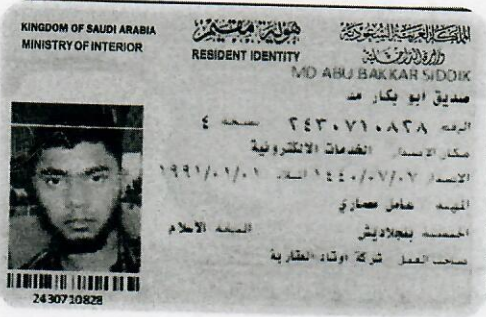 KINGDOM OF SAUDI ARABIA
MINISTRY OF INTERIOR
هوية مقيم
RESIDENT IDENTITY
المملكة العربية السعودية
وزارة الداخلية
MD ABU BAKKAR SIDDIK
صديق ابو بكار مد
الرقم ٢٤٣٠٧١٠٨٢٨ نسخة ٤
مكان الاصدار الخدمات الالكترونية
الاصدار ١٤٤٠/٠٧/٠٧ الميلاد ١٩٩١/٠١/٠١
المهنة عامل معماري
الجنسية بنجلاديش الديانة الاسلام
صاحب العمل شركة اوتاد العقارية
2430710828